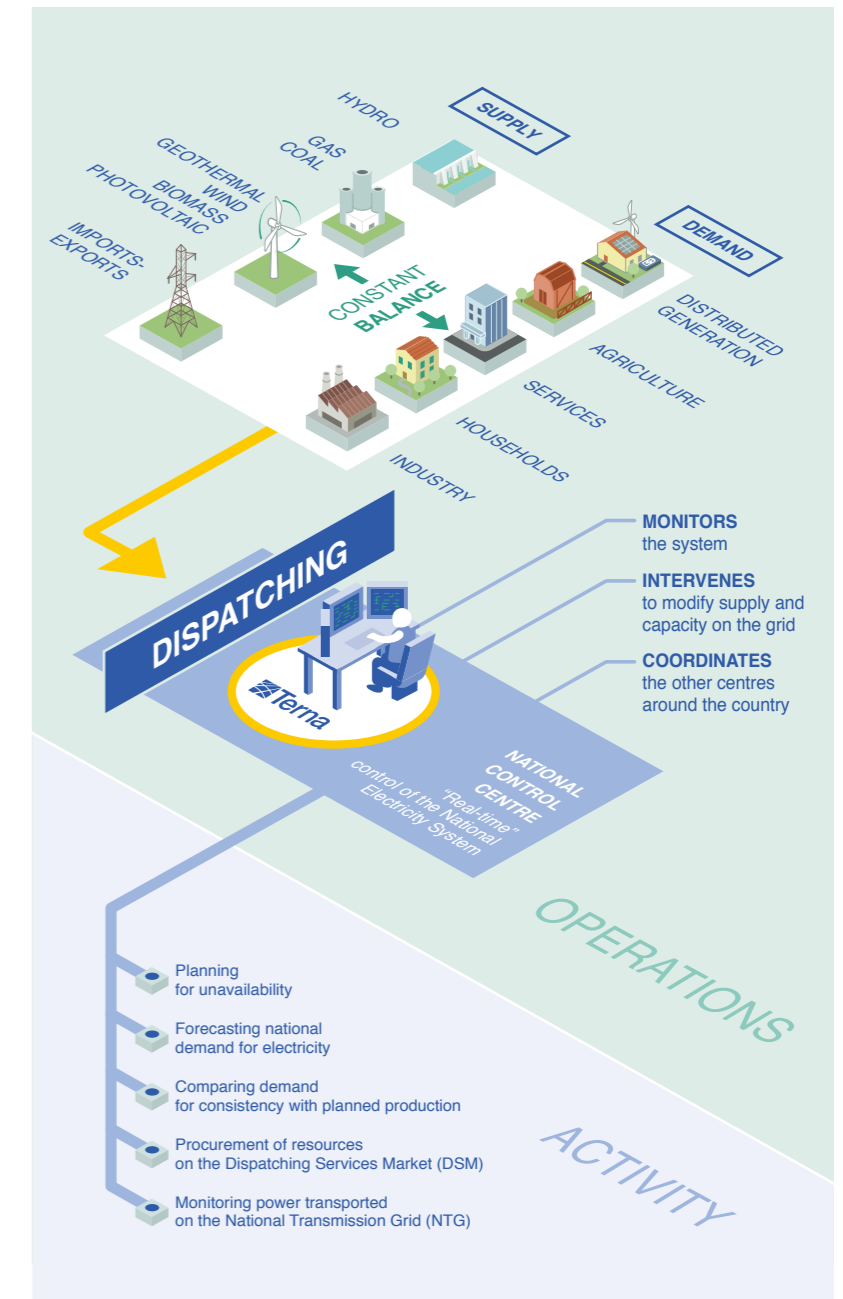 SUPPLY
HYDRO
GAS
COAL
GEOTHERMAL
WIND
BIOMASS
PHOTOVOLTAIC
IMPORTS-
EXPORTS
CONSTANT
BALANCE
DEMAND
DISTRIBUTED
GENERATION
AGRICULTURE
SERVICES
HOUSEHOLDS
INDUSTRY
DISPATCHING
Terna
MONITORS
the system
INTERVENES
to modify supply and
capacity on the grid
COORDINATES
the other centres
around the country
NATIONAL
CONTROL
CENTRE
"Real-time"
control of the National
Electricity System
OPERATIONS
Planning
for unavailability
Forecasting national
demand for electricity
Comparing demand
for consistency with planned production
Procurement of resources
on the Dispatching Services Market (DSM)
Monitoring power transported
on the National Transmission Grid (NTG)
ACTIVITY